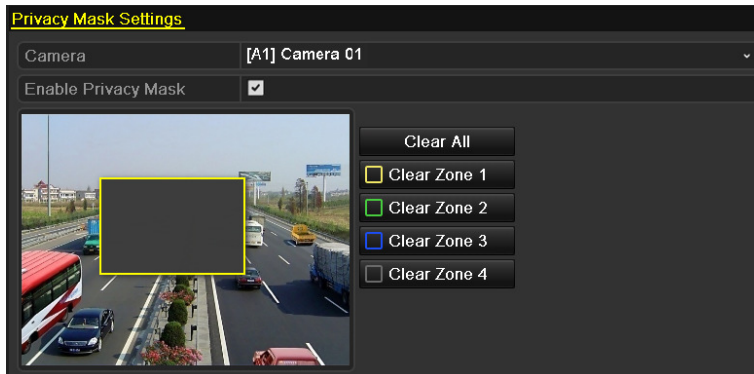 Privacy Mask Settings
Camera
[A1] Camera 01
Enable Privacy Mask
Clear All
Clear Zone 1
Clear Zone 2
Clear Zone 3
Clear Zone 4